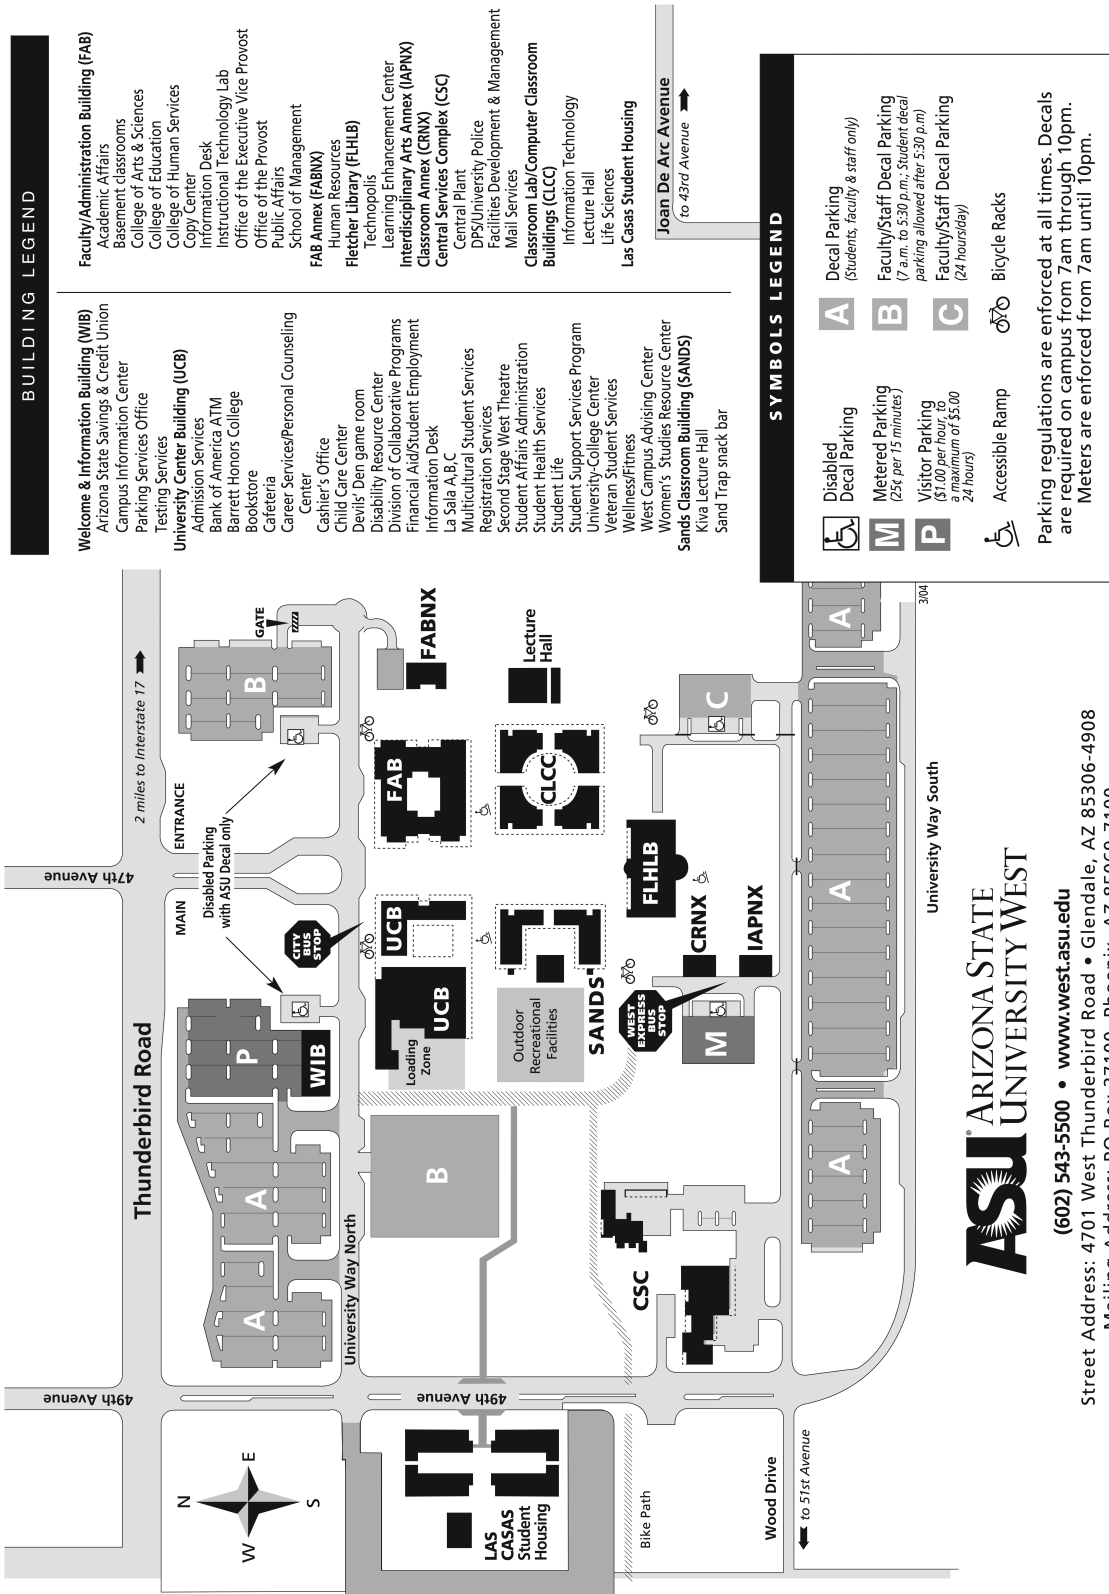 BUILDING LEGEND
Welcome & Information Building (WIB)
Arizona State Savings & Credit Union
Campus Information Center
Parking Services Office
Testing Services
University Center Building (UCB)
Admission Services
Bank of America ATM
Barrett Honors College
Bookstore
Cafeteria
Career Services/Personal Counseling
Center
Cashier's Office
Child Care Center
Devils' Den game room
Disability Resource Center
Division of Collaborative Programs
Financial Aid/Student Employment
Information Desk
La Sala A,B,C
Multicultural Student Services
Registration Services
Second Stage West Theatre
Student Affairs Administration
Student Health Services
Student Life
Student Support Services Program
University-College Center
Veteran Student Services
Wellness/Fitness
West Campus Advising Center
Women's Studies Resource Center
Sands Classroom Building (SANDS)
Kiva Lecture Hall
Sand Trap snack bar
Faculty/Administration Building (FAB)
Academic Affairs
Basement classrooms
College of Arts & Sciences
College of Education
College of Human Services
Copy Center
Information Desk
Instructional Technology Lab
Office of the Executive Vice Provost
Office of the Provost
Public Affairs
School of Management
FAB Annex (FABNX)
Human Resources
Fletcher Library (FLHLB)
Technopolis
Learning Enhancement Center
Interdisciplinary Arts Annex (IAPNX)
Classroom Annex (CRNX)
Central Services Complex (CSC)
Central Plant
DPS/University Police
Facilities Development & Management
Mail Services
Classroom Lab/Computer Classroom
Buildings (CLCC)
Information Technology
Lecture Hall
Life Sciences
Las Casas Student Housing
Joan De Arc Avenue
to 43rd Avenue
SYMBOLS LEGEND
Disabled
Decal Parking
M
Metered Parking
(25¢ per 15 minutes)
P
Visitor Parking
($1.00 per hour, to
a maximum of $5.00
24 hours)
Accessible Ramp
A
Decal Parking
(Students, faculty & staff only)
B
Faculty/Staff Decal Parking
(7 a.m. to 5:30 p.m.; Student decal
parking allowed after 5:30 p.m)
C
Faculty/Staff Decal Parking
(24 hours/day)
Bicycle Racks
Parking regulations are enforced at all times. Decals
are required on campus from 7am through 10pm.
Meters are enforced from 7am until 10pm.
49th Avenue
47th Avenue
Thunderbird Road
2 miles to Interstate 17
MAIN
ENTRANCE
Disabled Parking
with ASU Decal only
N
W
E
S
A
A
P
WIB
B
GATE
CITY
BUS
STOP
University Way North
B
Loading
Zone
UCB
UCB
FAB
FABNX
49th Avenue
LAS
CASAS
Student
Housing
Outdoor
Recreational
Facilities
SANDS
CLCC
Lecture
Hall
Bike Path
CSC
WEST
EXPRESS
BUS
STOP
M
CRNX
IAPNX
FLHLB
C
Wood Drive
to 51st Avenue
A
A
A
University Way South
3/04
ASU®
ARIZONA STATE
UNIVERSITY WEST
(602) 543-5500 • www.west.asu.edu
Street Address: 4701 West Thunderbird Road • Glendale, AZ 85306-4908
Mailing Address: PO Box 37100, Phoenix, AZ 85069-7100